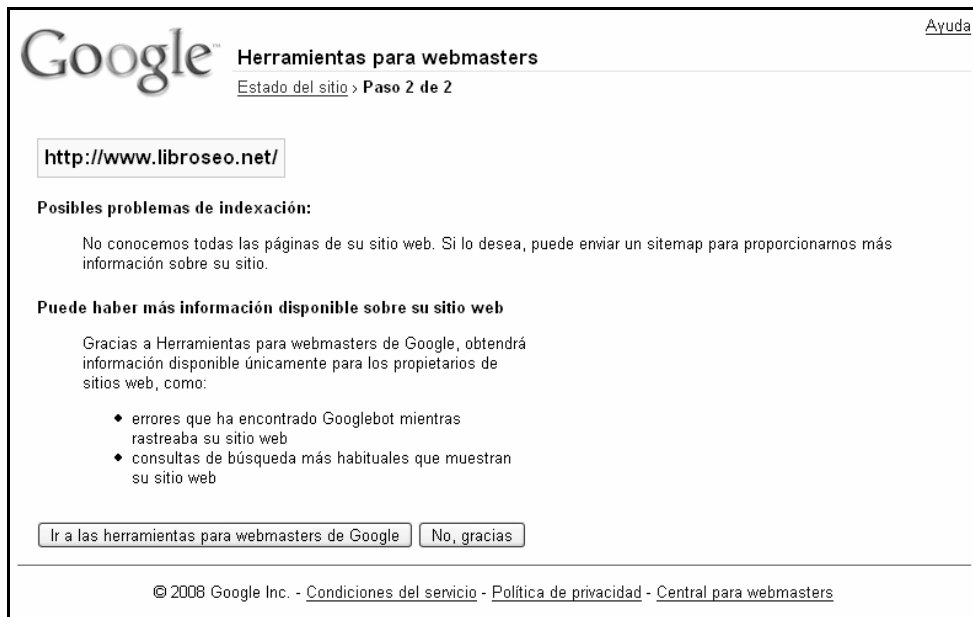 Ayuda
Google™ Herramientas para webmasters
Estado del sitio › Paso 2 de 2
http://www.libroseo.net/
Posibles problemas de indexación:
No conocemos todas las páginas de su sitio web. Si lo desea, puede enviar un sitemap para proporcionarnos más
información sobre su sitio.
Puede haber más información disponible sobre su sitio web
Gracias a Herramientas para webmasters de Google, obtendrá
información disponible únicamente para los propietarios de
sitios web, como:
• errores que ha encontrado Googlebot mientras
rastreaba su sitio web
• consultas de búsqueda más habituales que muestran
su sitio web
Ir a las herramientas para webmasters de Google No, gracias
© 2008 Google Inc. - Condiciones del servicio - Política de privacidad - Central para webmasters